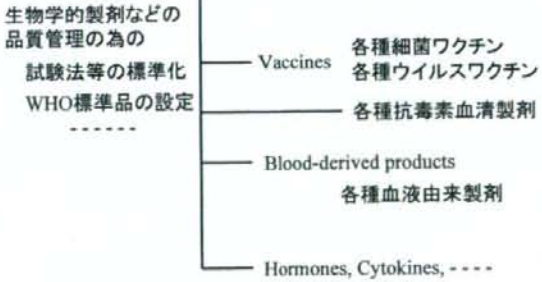 生物学的製剤などの
品質管理の為の
試験法等の標準化
WHO標準品の設定
------
Vaccines
各種細菌ワクチン
各種ウイルスワクチン
各種抗毒素血清製剤
Blood-derived products
各種血液由来製剤
Hormones, Cytokines, ----